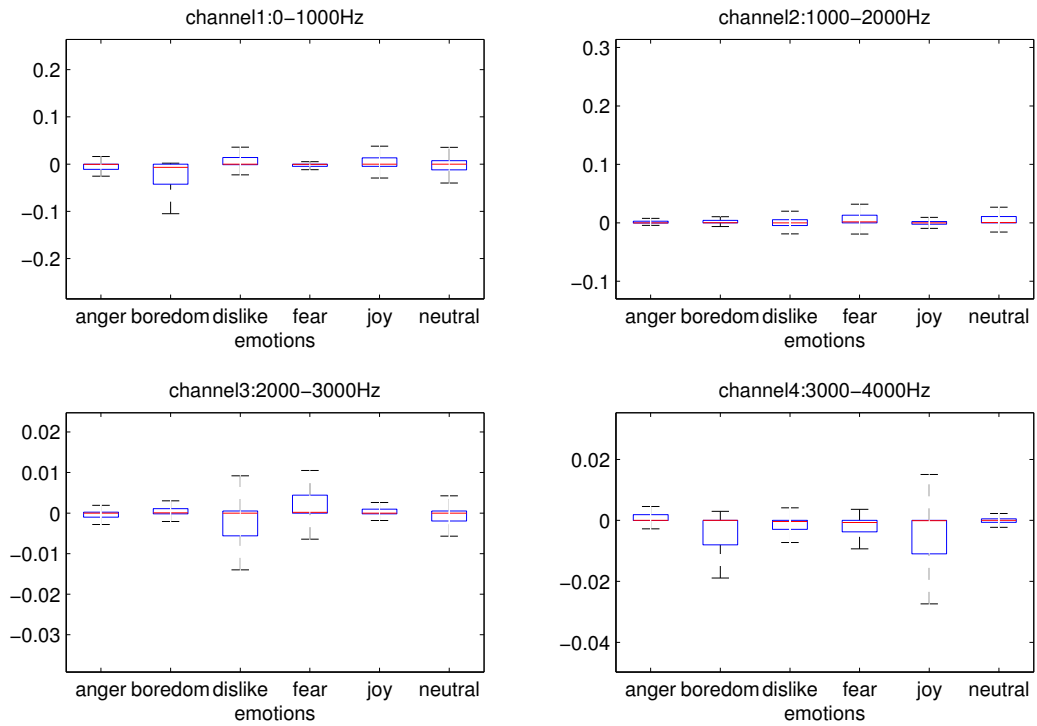 channel1:0−1000Hz
0.2
0.1
0
−0.1
−0.2
anger boredom dislike fear joy neutral
emotions
channel2:1000−2000Hz
0.3
0.2
0.1
0
−0.1
anger boredom dislike fear joy neutral
emotions
channel3:2000−3000Hz
0.02
0.01
0
−0.01
−0.02
−0.03
anger boredom dislike fear joy neutral
emotions
channel4:3000−4000Hz
0.02
0
−0.02
−0.04
anger boredom dislike fear joy neutral
emotions